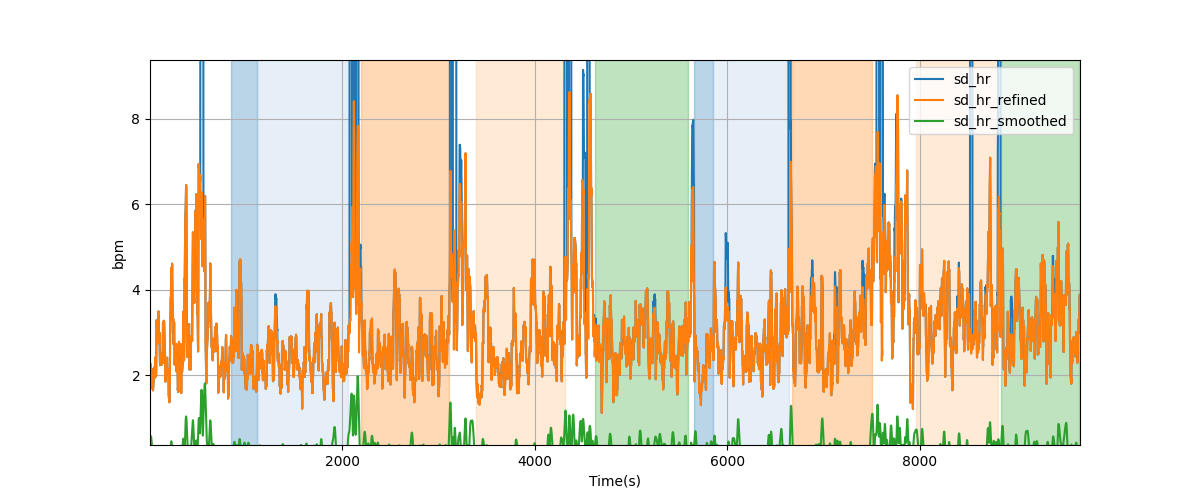 sd_hr
sd_hr_refined
sd_hr_smoothed
8
6
4
2
bpm
2000
4000
6000
8000
Time(s)